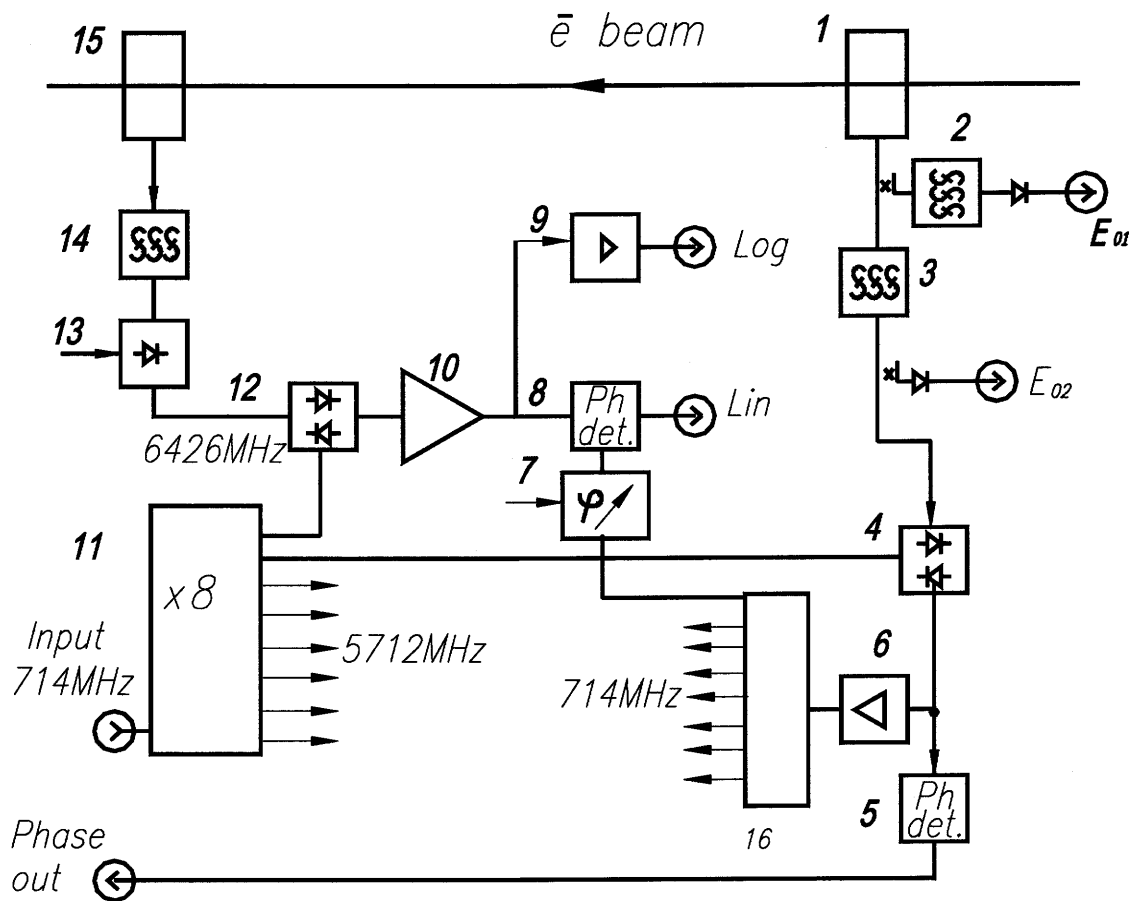 15
ē beam
1
2
E01
14
9
Log
3
13
12
10
8
Ph
det.
Lin
E02
6426MHz
7
φ
4
11
x8
Input
714MHz
5712MHz
714MHz
6
5
Ph
det.
16
Phase
out